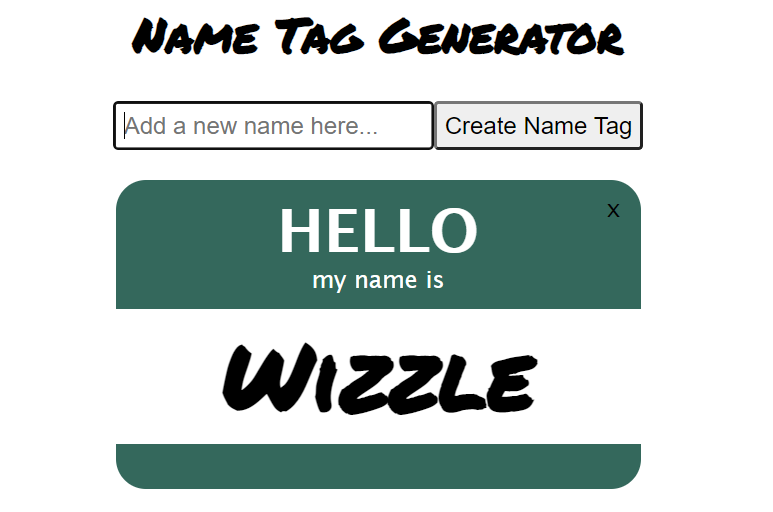 Name Tag Generator
Add a new name here... Create Name Tag
HELLO x
my name is
Wizzle